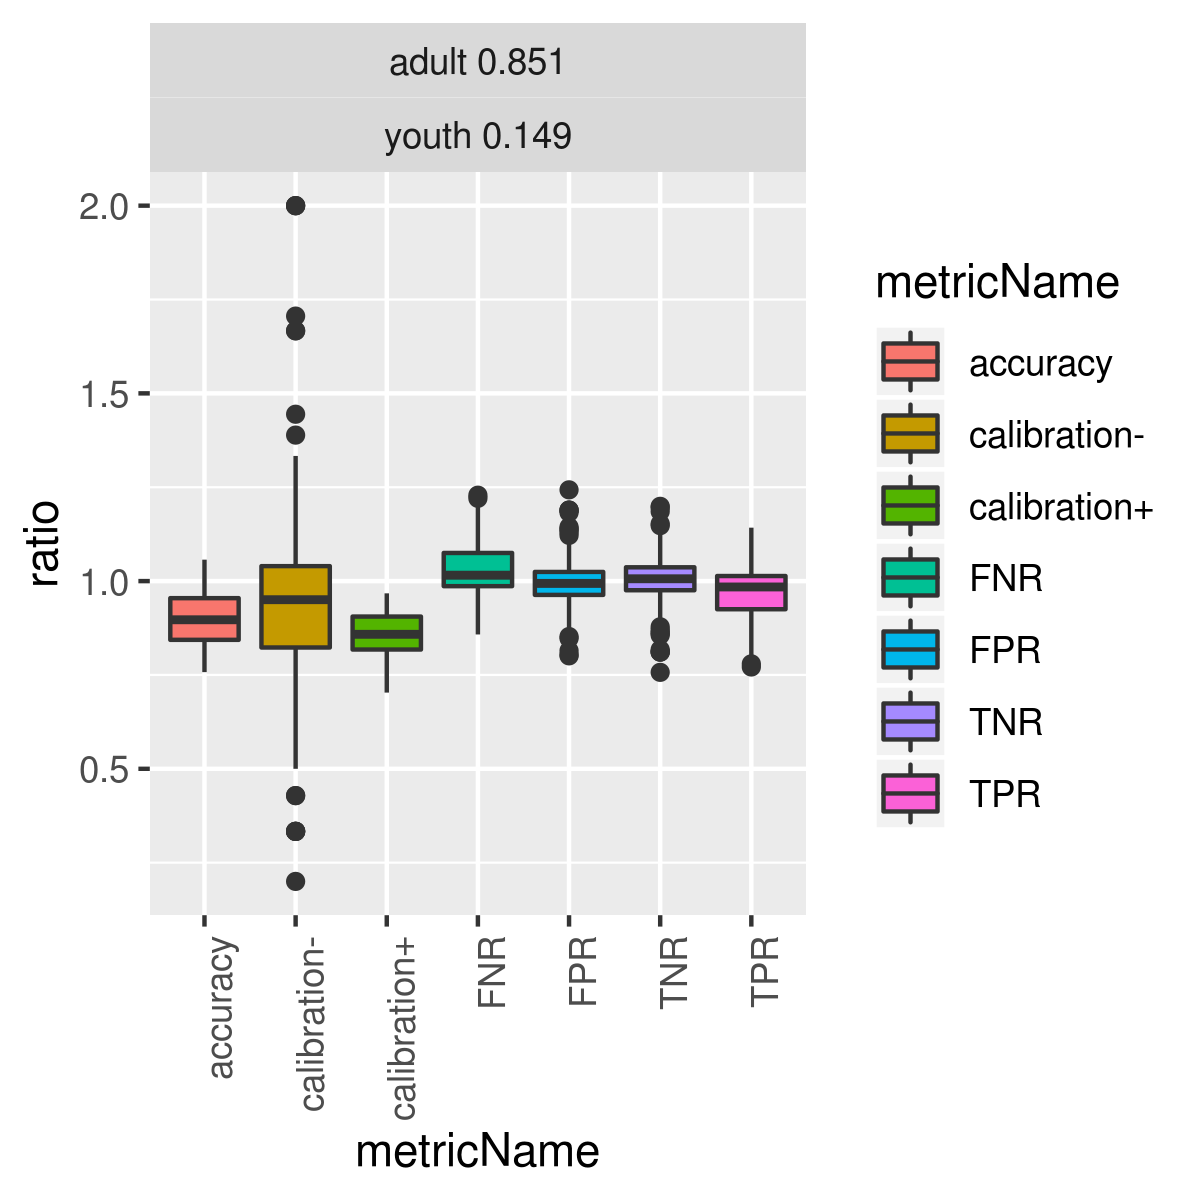 adult 0.851
youth 0.149
2.0
1.5
1.0
0.5
ratio
accuracy
calibration-
calibration+
FNR
FPR
TNR
TPR
metricName
metricName
accuracy
calibration-
calibration+
FNR
FPR
TNR
TPR